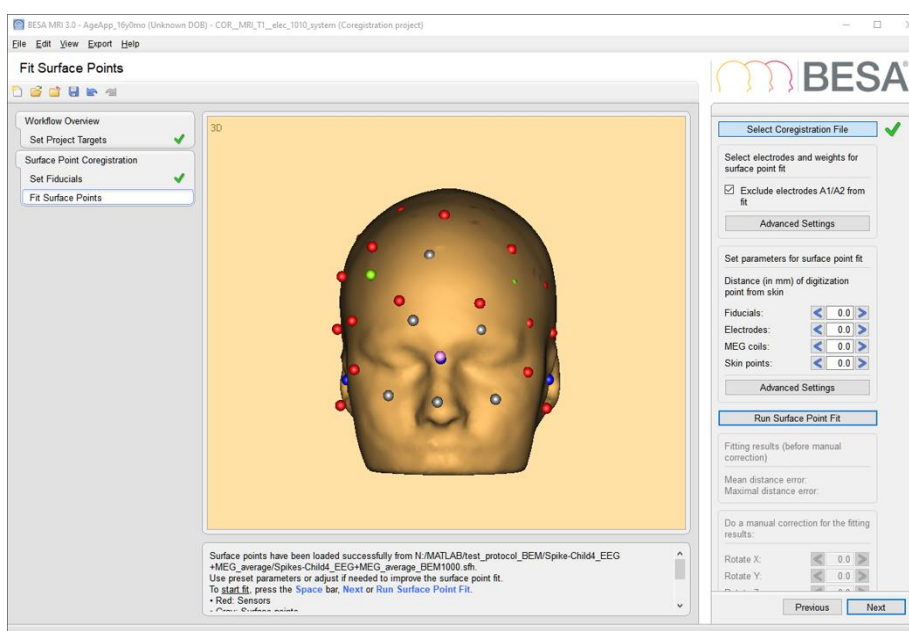 BESA MRI 3.0 - AgeApp_16y0mo (Unknown DOB) - COR_MRI_T1_elec_1010_system (Coregistration project)
File Edit View Export Help
Fit Surface Points
BESA
Workflow Overview
Set Project Targets
Surface Point Coregistration
Set Fiducials
Fit Surface Points
3D
Surface points have been loaded successfully from N:/MATLAB/test_protocol_BEM/Spike-Child4_EEG
+MEG_average/Spikes-Child4_EEG+MEG_average_BEM1000.sfh.
Use preset parameters or adjust if needed to improve the surface point fit.
To start fit, press the Space bar, Next or Run Surface Point Fit.
• Red: Sensors
Select Coregistration File
Select electrodes and weights for
surface point fit
Exclude electrodes A1/A2 from
fit
Advanced Settings
Set parameters for surface point fit
Distance (in mm) of digitization
point from skin
Fiducials: 0.0
Electrodes: 0.0
MEG coils: 0.0
Skin points: 0.0
Advanced Settings
Run Surface Point Fit
Fitting results (before manual
correction)
Mean distance error:
Maximal distance error:
Do a manual correction for the fitting
results:
Rotate X: 0.0
Rotate Y: 0.0
Previous Next